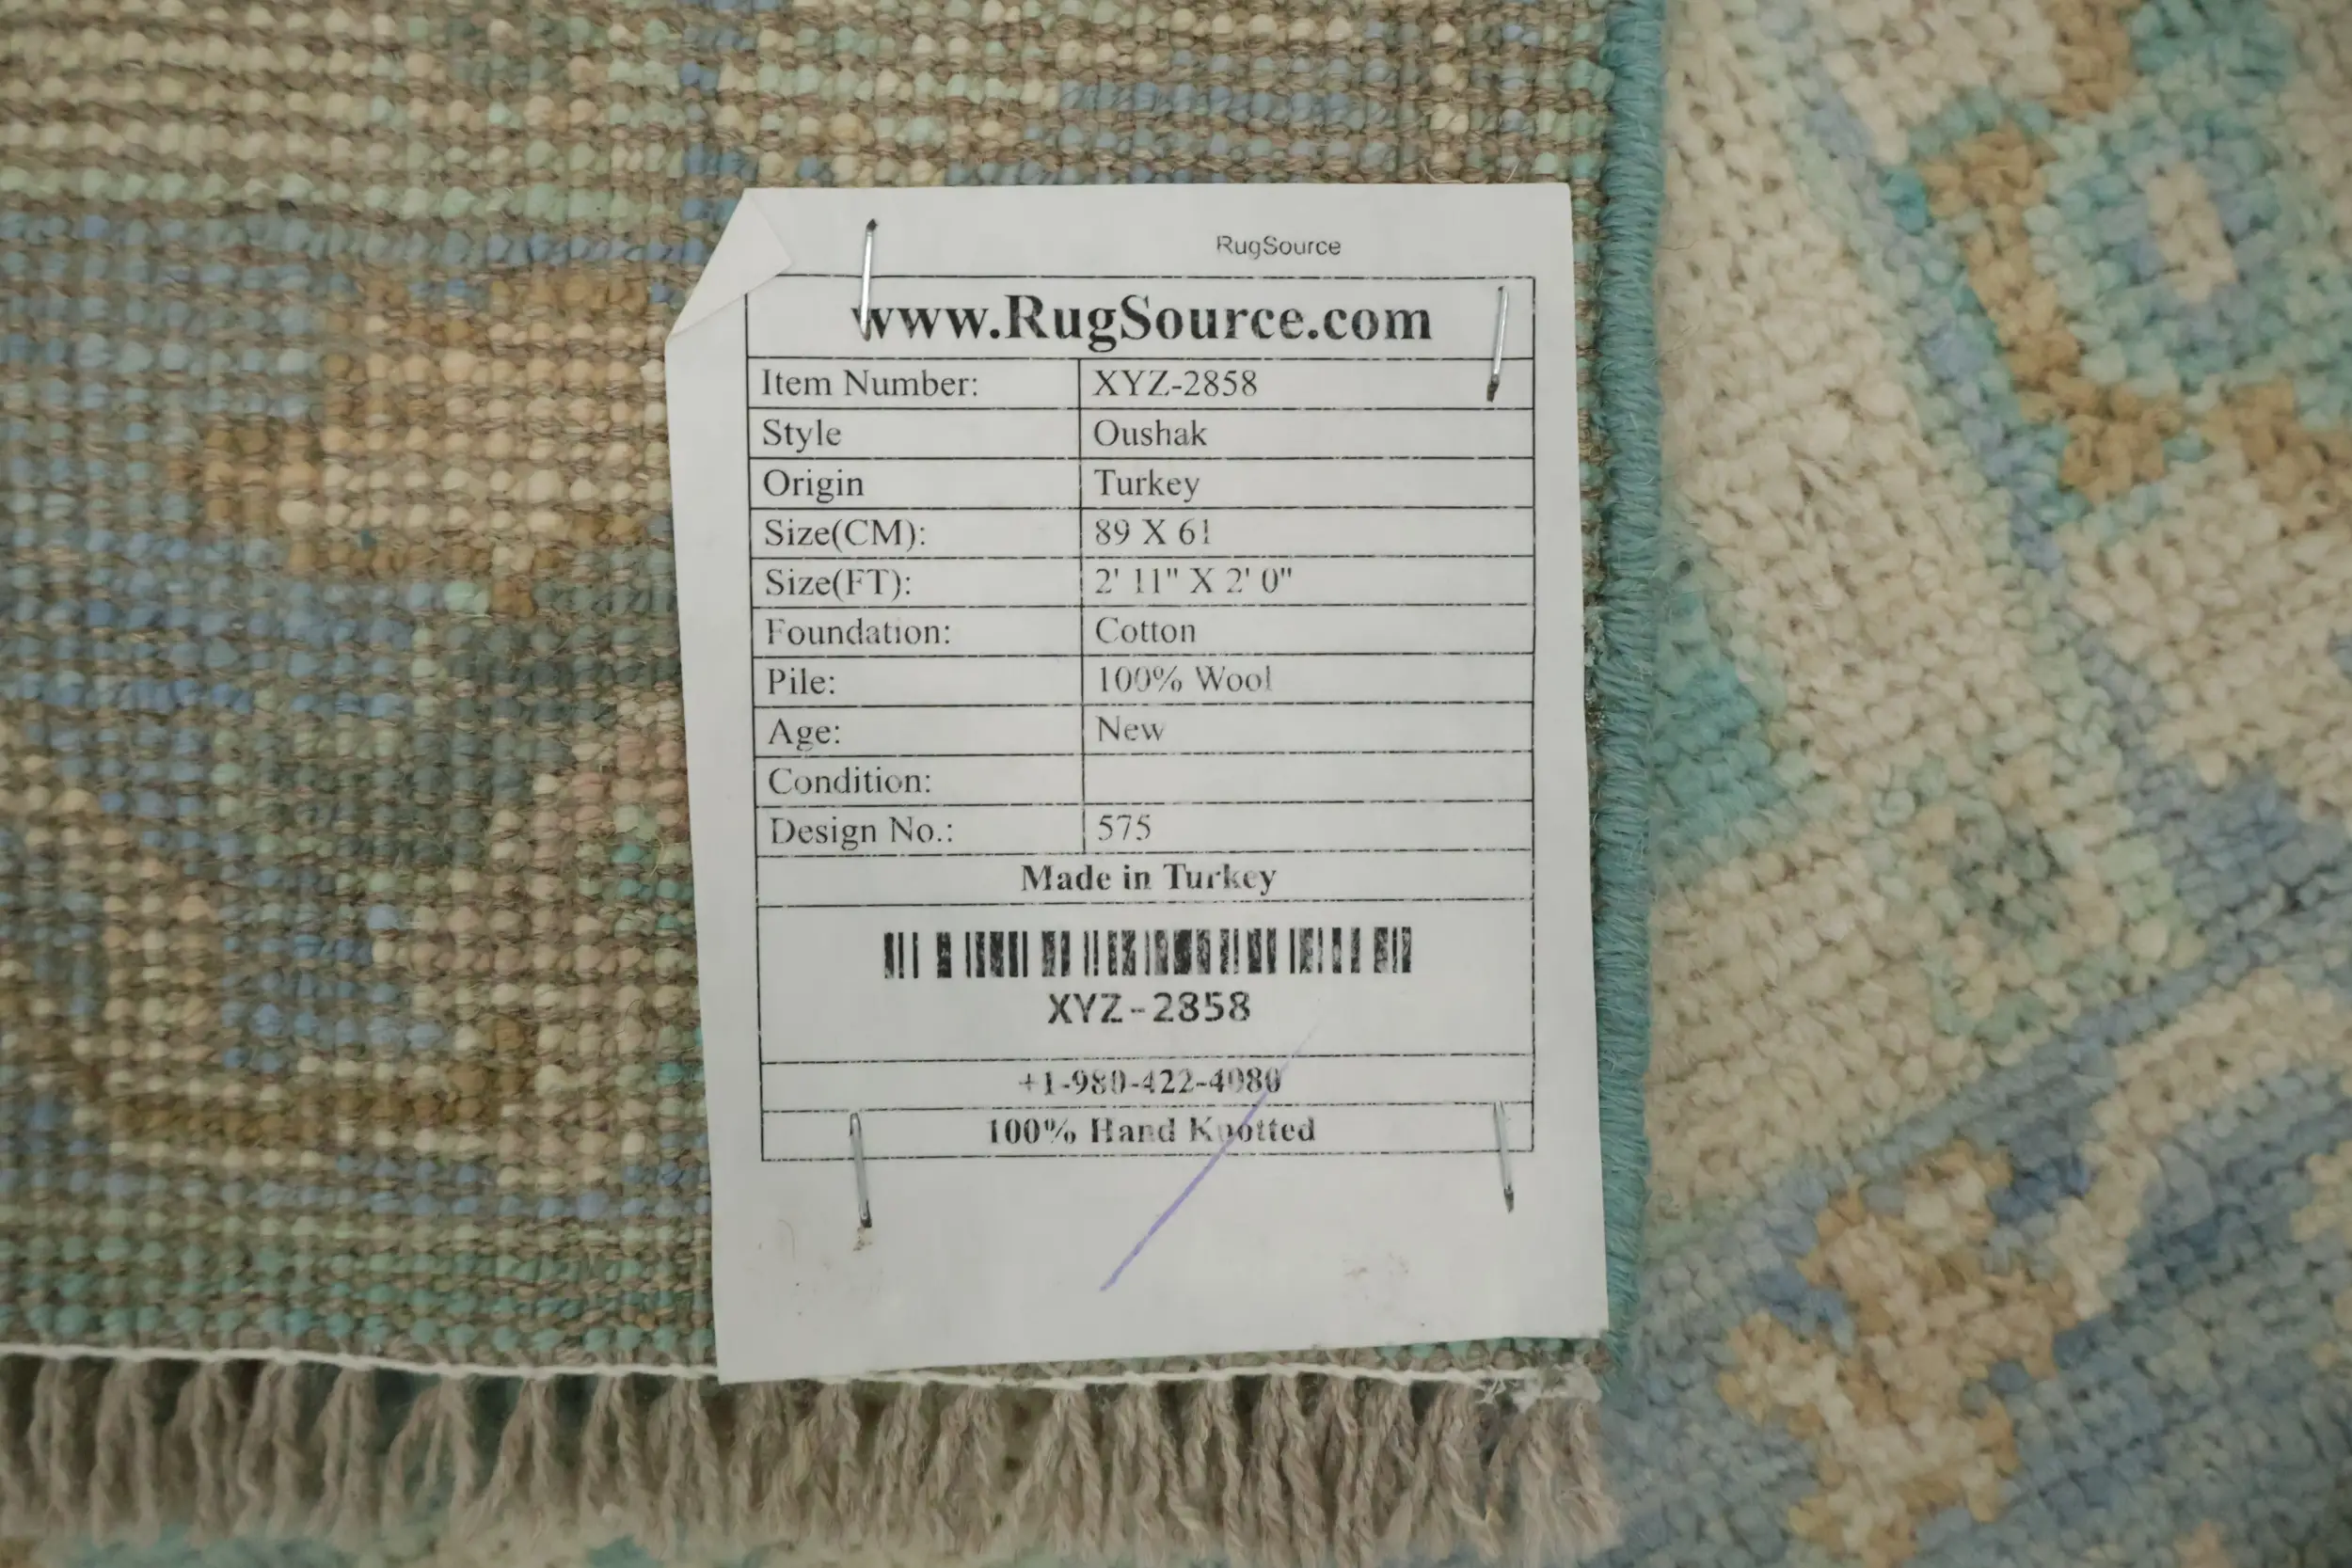 RugSource
www.RugSource.com
Item Number: XYZ-2858
Style Oushak
Origin Turkey
Size(CM): 89 X 61
Size(FT): 2' 11" X 2' 0"
Foundation: Cotton
Pile: 100% Wool
Age: New
Condition:
Design No.: 575
Made in Turkey
XYZ-2858
+1-980-422-4080
100% Hand Knotted